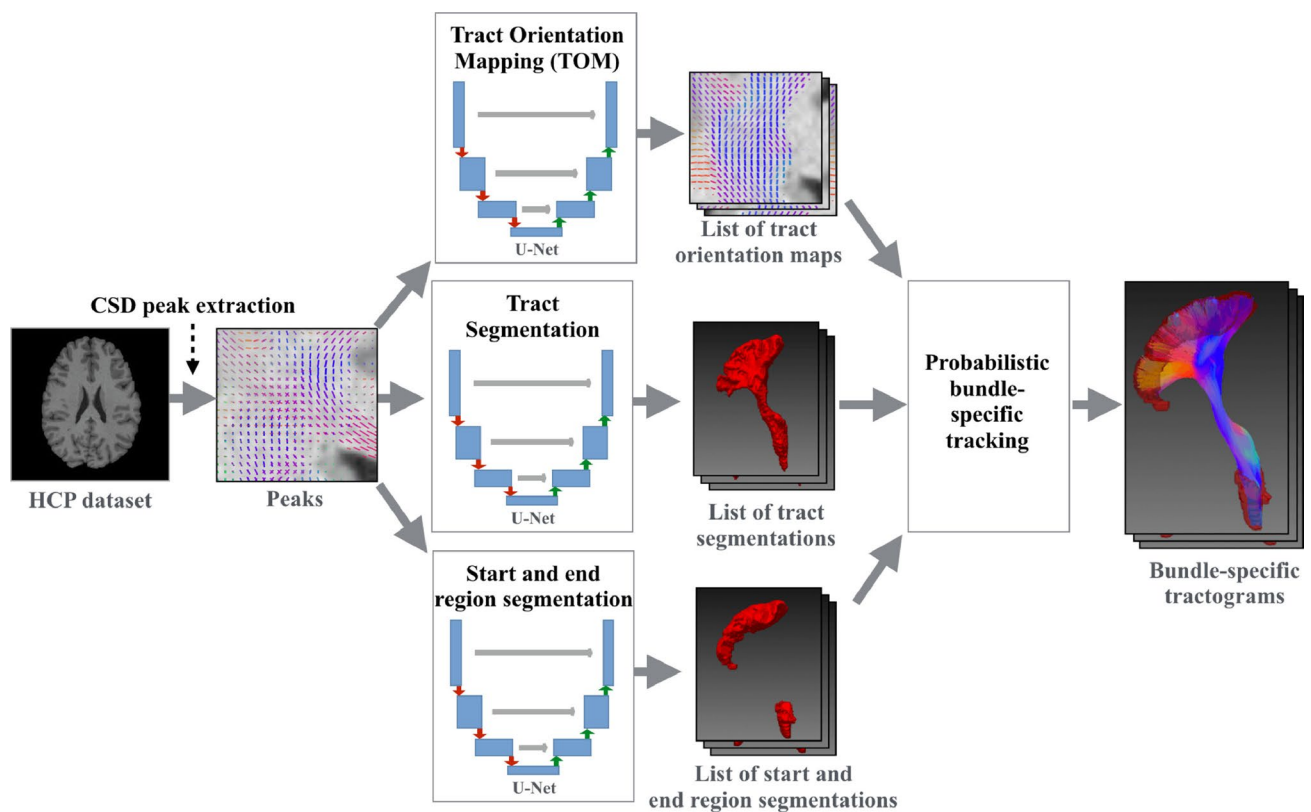 Tract Orientation
Mapping (TOM)
U-Net
List of tract
orientation maps
CSD peak extraction
HCP dataset
Peaks
Tract
Segmentation
U-Net
List of tract
segmentations
Probabilistic
bundle-
specific
tracking
Bundle-specific
tractograms
Start and end
region segmentation
U-Net
List of start and
end region segmentations